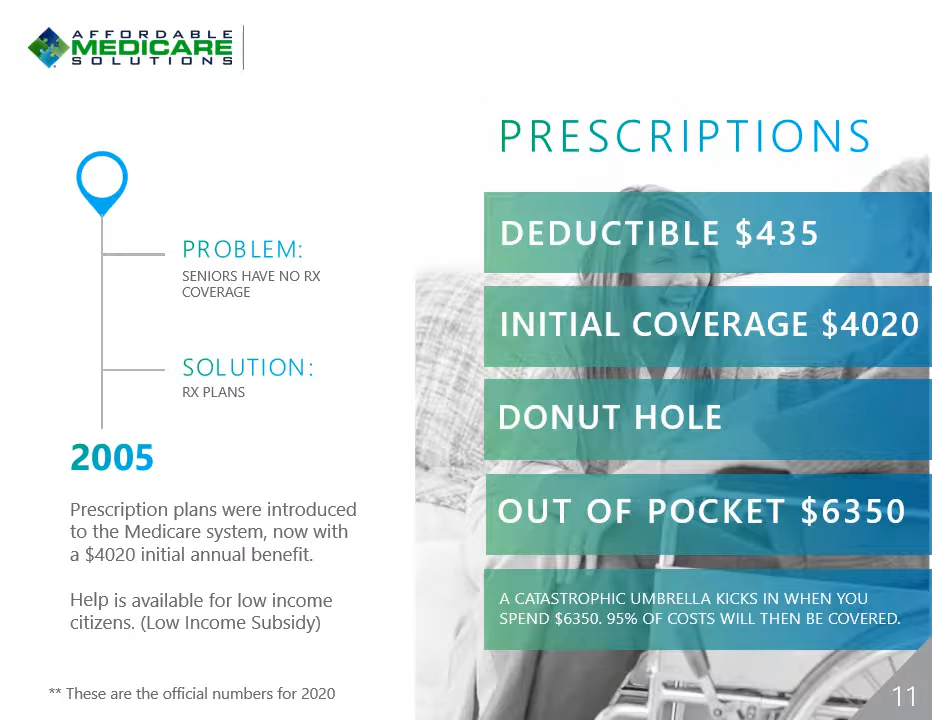 AFFORDABLE
MEDICARE
SOLUTIONS
PROBLEM:
SENIORS HAVE NO RX
COVERAGE
SOLUTION:
RX PLANS
2005
Prescription plans were introduced
to the Medicare system, now with
a $4020 initial annual benefit.
Help is available for low income
citizens. (Low Income Subsidy)
** These are the official numbers for 2020
PRESCRIPTIONS
DEDUCTIBLE $435
INITIAL COVERAGE $4020
DONUT HOLE
OUT OF POCKET $6350
A CATASTROPHIC UMBRELLA KICKS IN WHEN YOU
SPEND $6350. 95% OF COSTS WILL THEN BE COVERED.
11